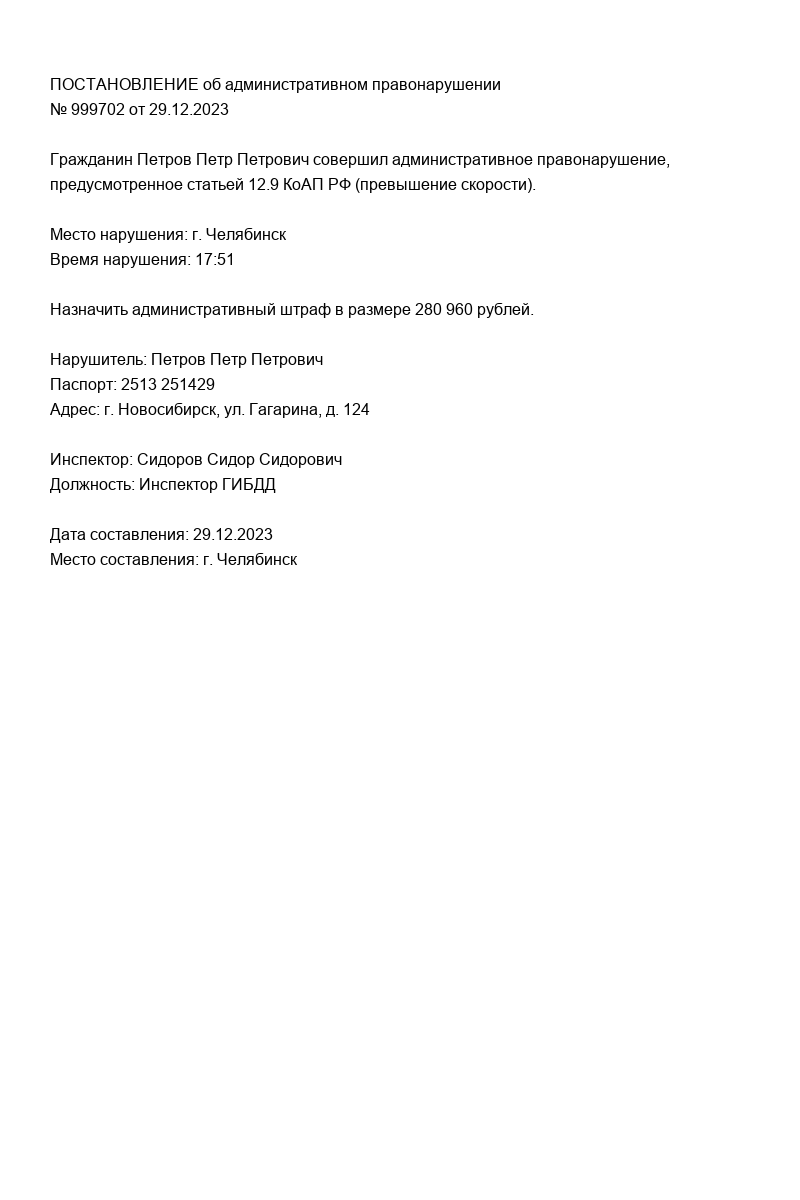 ПОСТАНОВЛЕНИЕ об административном правонарушении
№ 999702 от 29.12.2023
Гражданин Петров Петр Петрович совершил административное правонарушение,
предусмотренное статьей 12.9 КоАП РФ (превышение скорости).
Место нарушения: г. Челябинск
Время нарушения: 17:51
Назначить административный штраф в размере 280 960 рублей.
Нарушитель: Петров Петр Петрович
Паспорт: 2513 251429
Адрес: г. Новосибирск, ул. Гагарина, д. 124
Инспектор: Сидоров Сидор Сидорович
Должность: Инспектор ГИБДД
Дата составления: 29.12.2023
Место составления: г. Челябинск